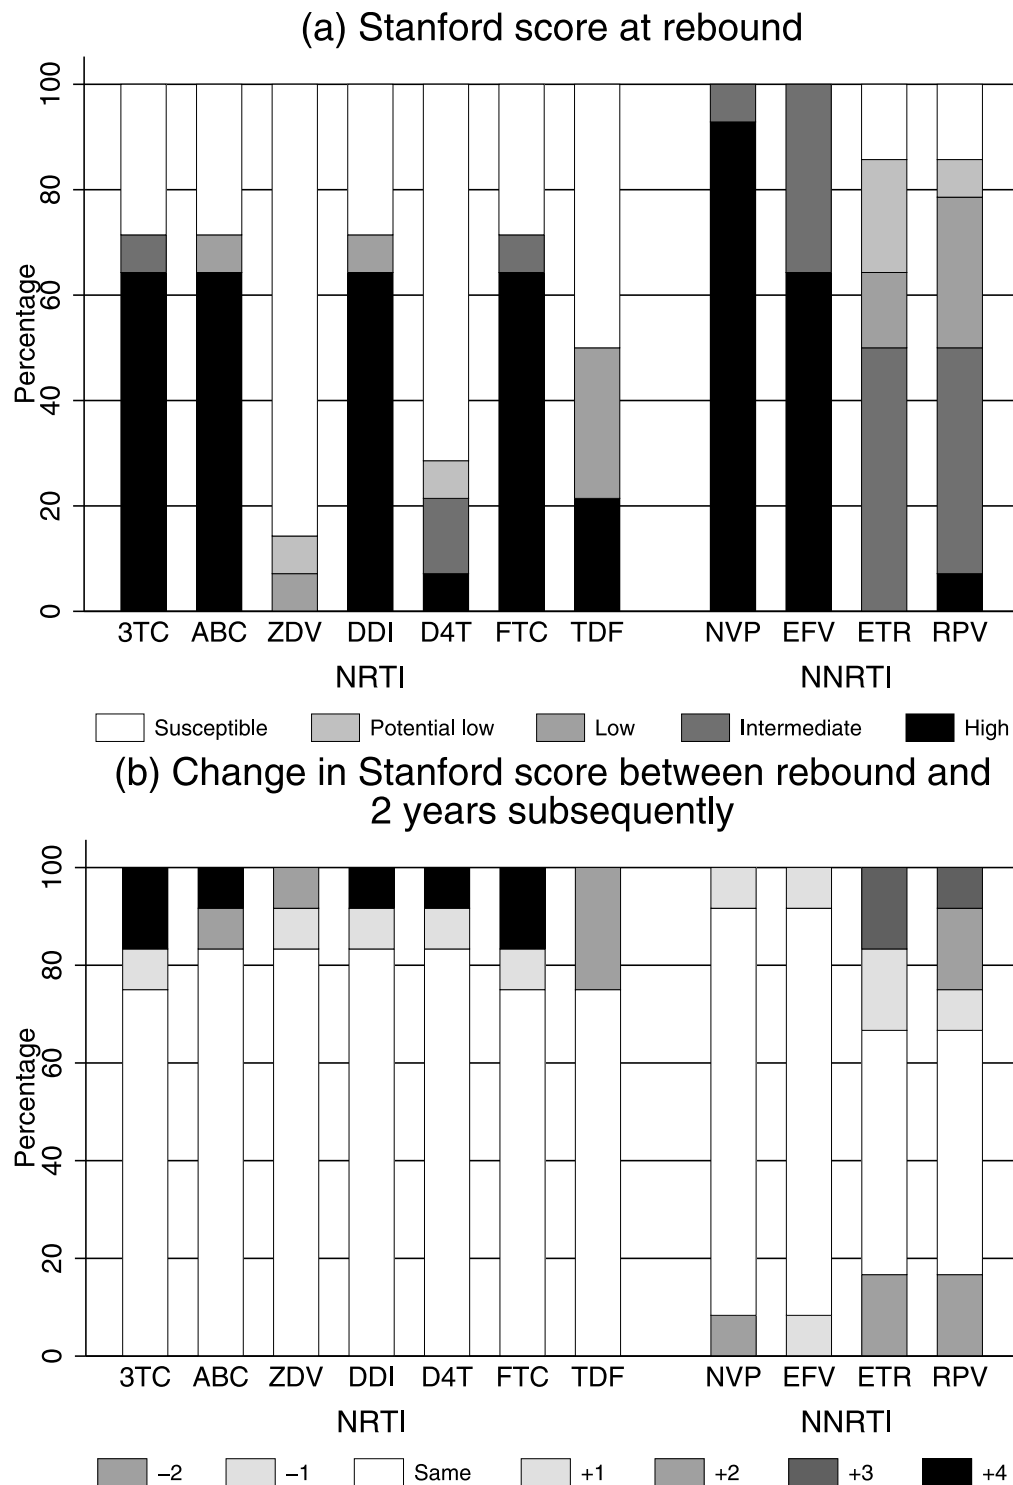 (a) Stanford score at rebound
Percentage
100
80
60
40
20
0
3TC ABC ZDV DDI D4T FTC TDF NVP EFV ETR RPV
NRTI NNRTI
Susceptible Potential low Low Intermediate High
(b) Change in Stanford score between rebound and
2 years subsequently
Percentage
100
80
60
40
20
0
3TC ABC ZDV DDI D4T FTC TDF NVP EFV ETR RPV
NRTI NNRTI
−2 −1 Same +1 +2 +3 +4